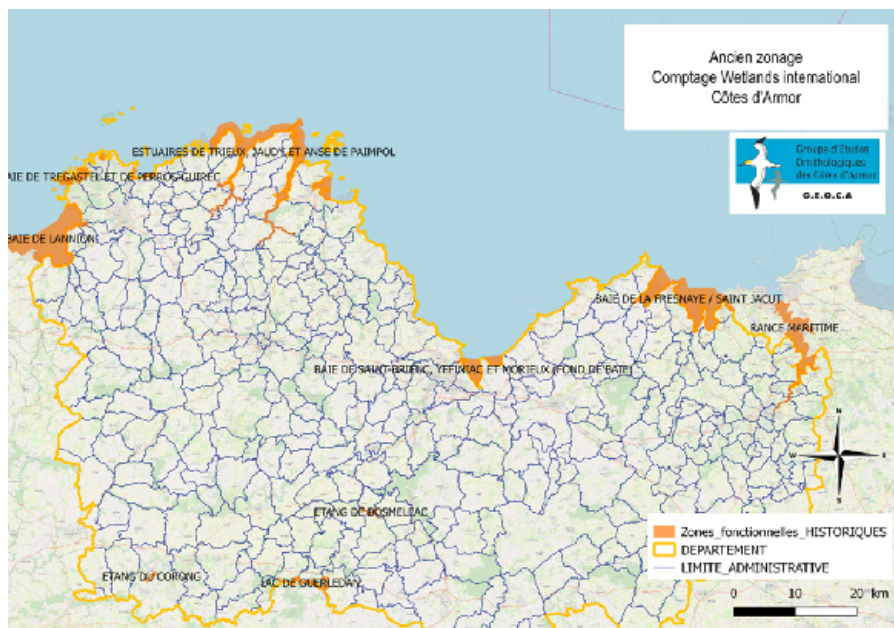 Ancien zonage
Comptage Wetlands international
Côtes d'Armor
Groupe d'Etudes
Ornithologiques
des Côtes d'Armor
G.E.O.C.A
ESTUAIRES DE TRIEUX, JAUDY ET ANSE DE PAIMPOL
AIE DE TREGASTEL ET DE PERROS-GUIREC
BAIE DE LANNION
BAIE DE LA FRESNAYE / SAINT JACUT
RANCE MARITIME
BAIE DE SAINT-BRIEUC, YFFINIAC ET MORIEUX (FOND DE BAIE)
N
W
E
S
ETANG DE BOSMELEAC
ETANG DU CORONG
LAC DE GUERLEDAN
Zones_fonctionnelles_HISTORIQUES
DEPARTEMENT
LIMITE_ADMINISTRATIVE
0 10 20 km